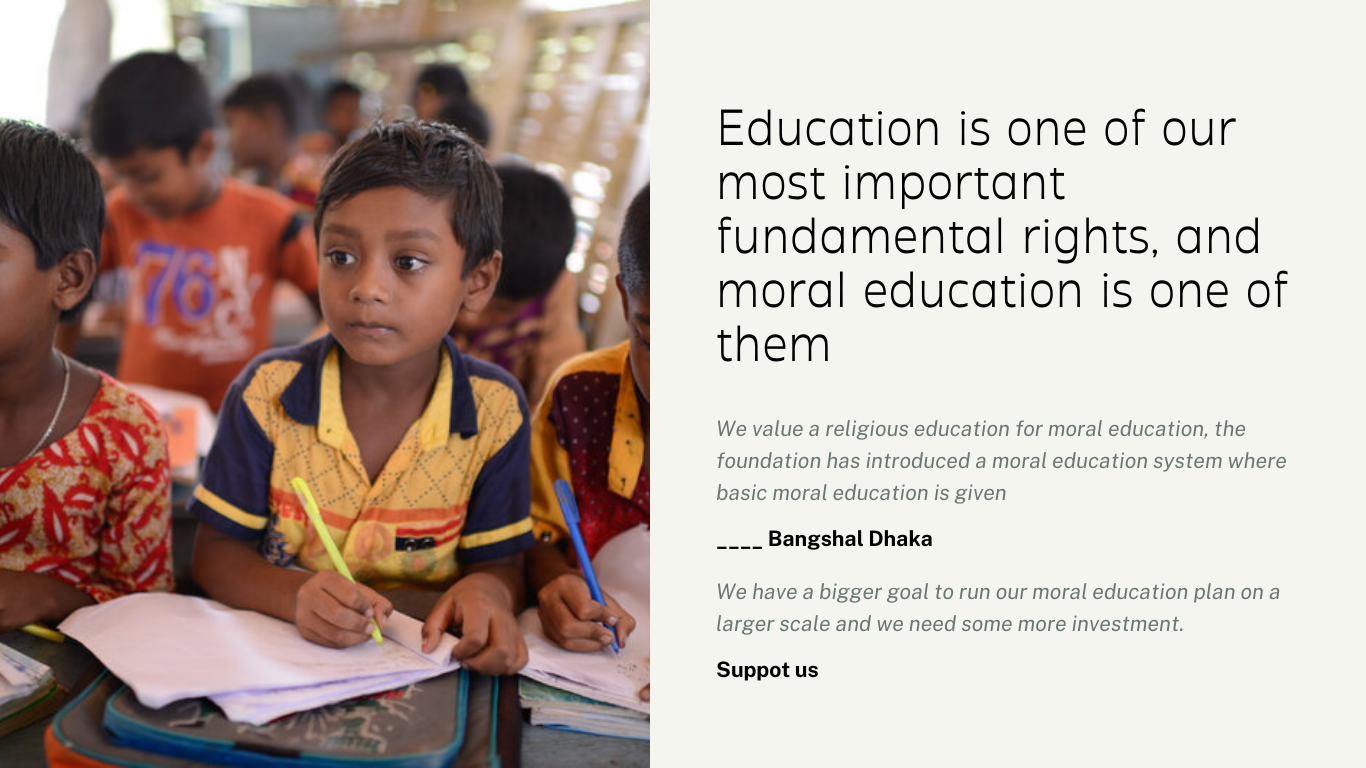 76
NY
Education is one of our
most important
fundamental rights, and
moral education is one of
them
We value a religious education for moral education, the
foundation has introduced a moral education system where
basic moral education is given
____ Bangshal Dhaka
We have a bigger goal to run our moral education plan on a
larger scale and we need some more investment.
Suppot us